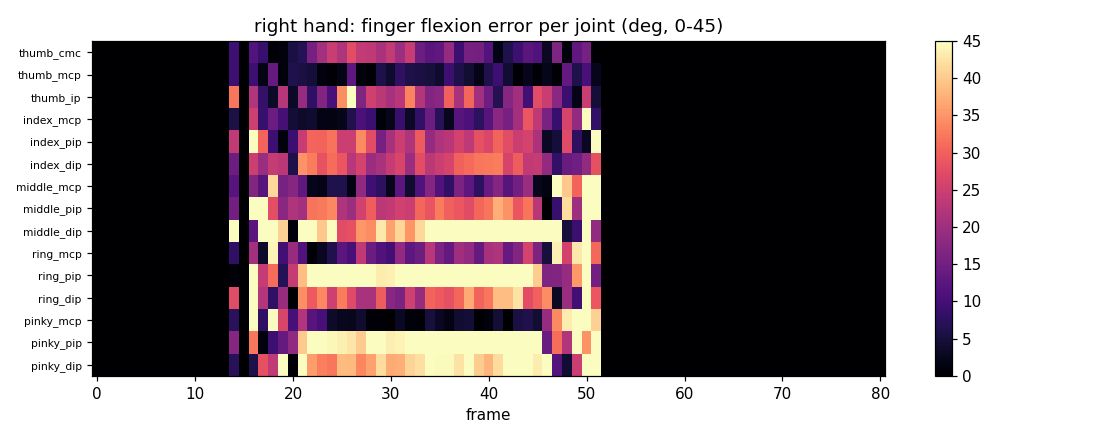 right hand: finger flexion error per joint (deg, 0-45)
thumb_cmc
thumb_mcp
thumb_ip
index_mcp
index_pip
index_dip
middle_mcp
middle_pip
middle_dip
ring_mcp
ring_pip
ring_dip
pinky_mcp
pinky_pip
pinky_dip
0 10 20 30 40 50 60 70 80
frame
45
40
35
30
25
20
15
10
5
0